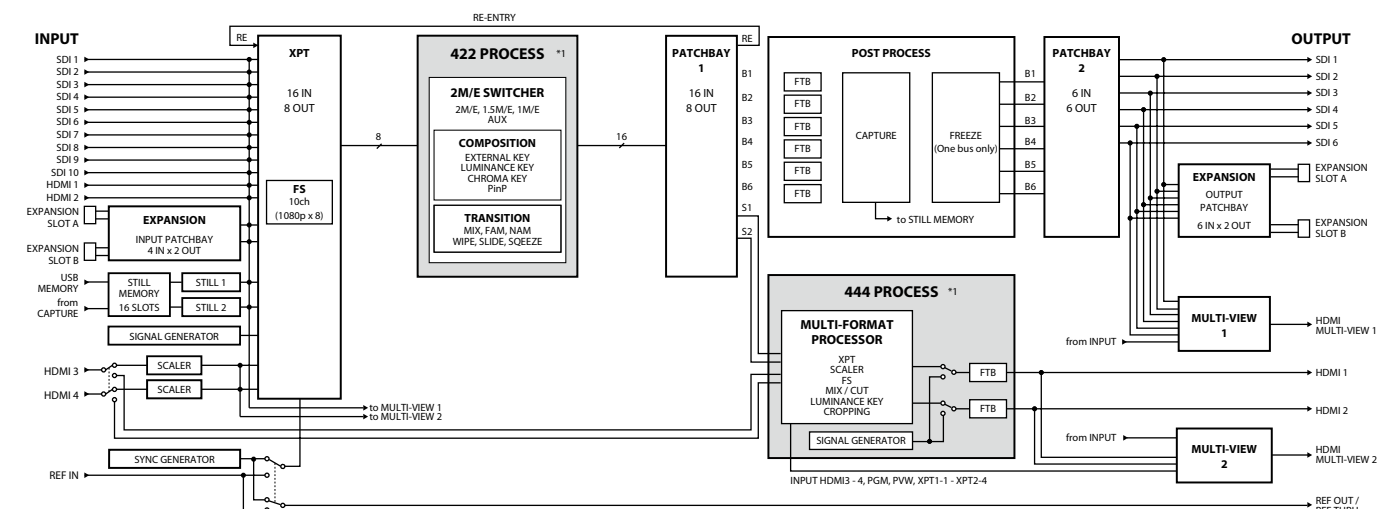 RE-ENTRY
INPUT
RE
XPT
16 IN
8 OUT
FS
10ch
(1080p x 8)
SDI 1
SDI 2
SDI 3
SDI 4
SDI 5
SDI 6
SDI 7
SDI 8
SDI 9
SDI 10
HDMI 1
HDMI 2
EXPANSION
SLOT A
EXPANSION
SLOT B
EXPANSION
INPUT PATCHBAY
4 IN x 2 OUT
USB
MEMORY
from
CAPTURE
STILL
MEMORY
16 SLOTS
STILL 1
STILL 2
SIGNAL GENERATOR
HDMI 3
HDMI 4
SCALER
SCALER
to MULTI-VIEW 1
to MULTI-VIEW 2
SYNC GENERATOR
REF IN
8
422 PROCESS *1
2M/E SWITCHER
2M/E, 1.5M/E, 1M/E
AUX
COMPOSITION
EXTERNAL KEY
LUMINANCE KEY
CHROMA KEY
PinP
TRANSITION
MIX, FAM, NAM
WIPE, SLIDE, SQEEZE
16
PATCHBAY
1
16 IN
8 OUT
RE
B1
B2
B3
B4
B5
B6
S1
S2
POST PROCESS
FTB
FTB
FTB
FTB
FTB
FTB
CAPTURE
FREEZE
(One bus only)
to STILL MEMORY
B1
B2
B3
B4
B5
B6
PATCHBAY
2
6 IN
6 OUT
444 PROCESS *1
MULTI-FORMAT
PROCESSOR
XPT
SCALER
FS
MIX / CUT
LUMINANCE KEY
CROPPING
SIGNAL GENERATOR
FTB
FTB
INPUT HDMI3 - 4, PGM, PVW, XPT1-1 - XPT2-4
OUTPUT
SDI 1
SDI 2
SDI 3
SDI 4
SDI 5
SDI 6
EXPANSION
OUTPUT
PATCHBAY
6 IN x 2 OUT
EXPANSION
SLOT A
EXPANSION
SLOT B
from INPUT
MULTI-VIEW
1
HDMI
MULTI-VIEW 1
HDMI 1
HDMI 2
from INPUT
MULTI-VIEW
2
HDMI
MULTI-VIEW 2
REF OUT /
REF THRU